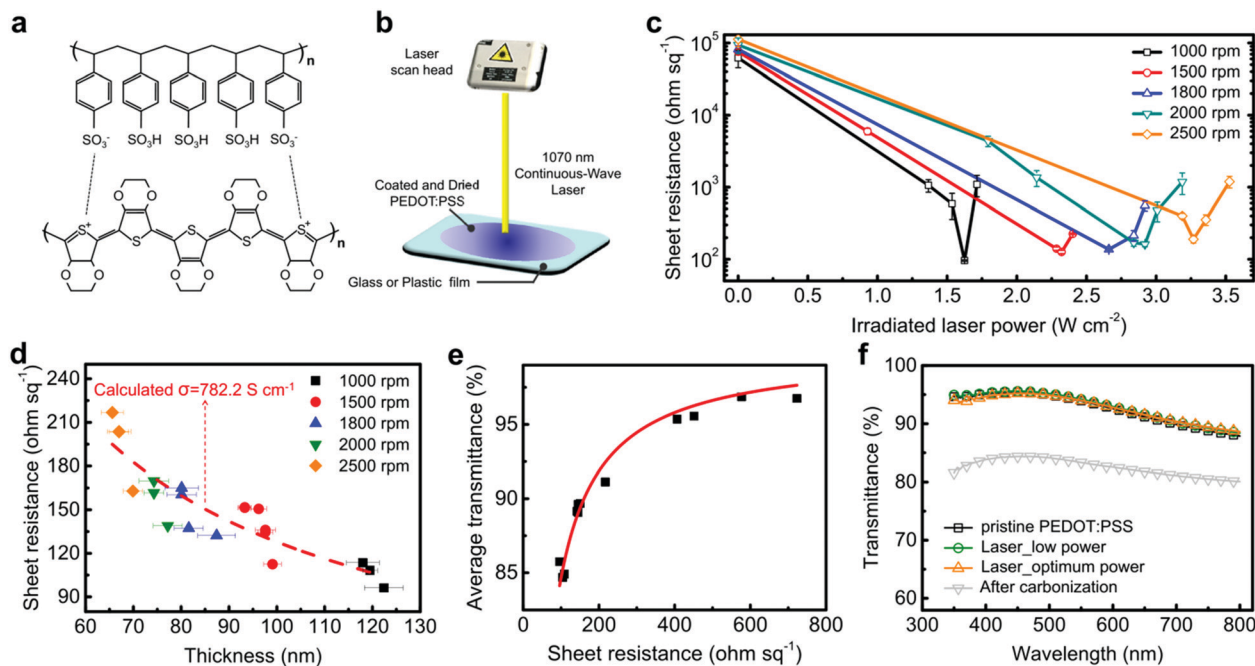 a
n
SO3-
SO3H
SO3H
SO3H
SO3-
O
O
O
O
S+
S
S
S
S+
n
O
O
O
O
O
O
b
Laser
scan head
1070 nm
Continuous-Wave
Laser
Coated and Dried
PEDOT:PSS
Glass or Plastic film
c
Sheet resistance (ohm sq-1)
10^5
10^4
10^3
10^2
0.0 0.5 1.0 1.5 2.0 2.5 3.0 3.5
Irradiated laser power (W cm-2)
1000 rpm
1500 rpm
1800 rpm
2000 rpm
2500 rpm
d
Sheet resistance (ohm sq-1)
240
210
180
150
120
90
60 70 80 90 100 110 120 130
Thickness (nm)
Calculated σ=782.2 S cm-1
1000 rpm
1500 rpm
1800 rpm
2000 rpm
2500 rpm
e
Average transmittance (%)
95
90
85
0 200 400 600 800
Sheet resistance (ohm sq-1)
f
Transmittance (%)
100
90
80
70
60
300 400 500 600 700 800
Wavelength (nm)
pristine PEDOT:PSS
Laser_low power
Laser_optimum power
After carbonization